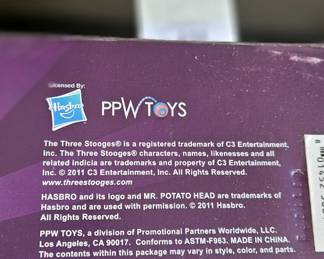 Licensed By:
Hasbro
PPW TOYS
The Three Stooges® is a registered trademark of C3 Entertainment,
Inc. The Three Stooges® characters, names, likenesses and all
related indicia are trademarks and property of C3 Entertainment,
Inc. © 2011 C3 Entertainment, Inc. All Rights Reserved.
www.threestooges.com
HASBRO and its logo and MR. POTATO HEAD are trademarks of
Hasbro and are used with permission. © 2011 Hasbro.
All Rights Reserved.
PPW TOYS, a division of Promotional Partners Worldwide, LLC.
Los Angeles, CA 90017. Conforms to ASTM-F963. MADE IN CHINA.
The contents within this package may vary in style, color, and parts.